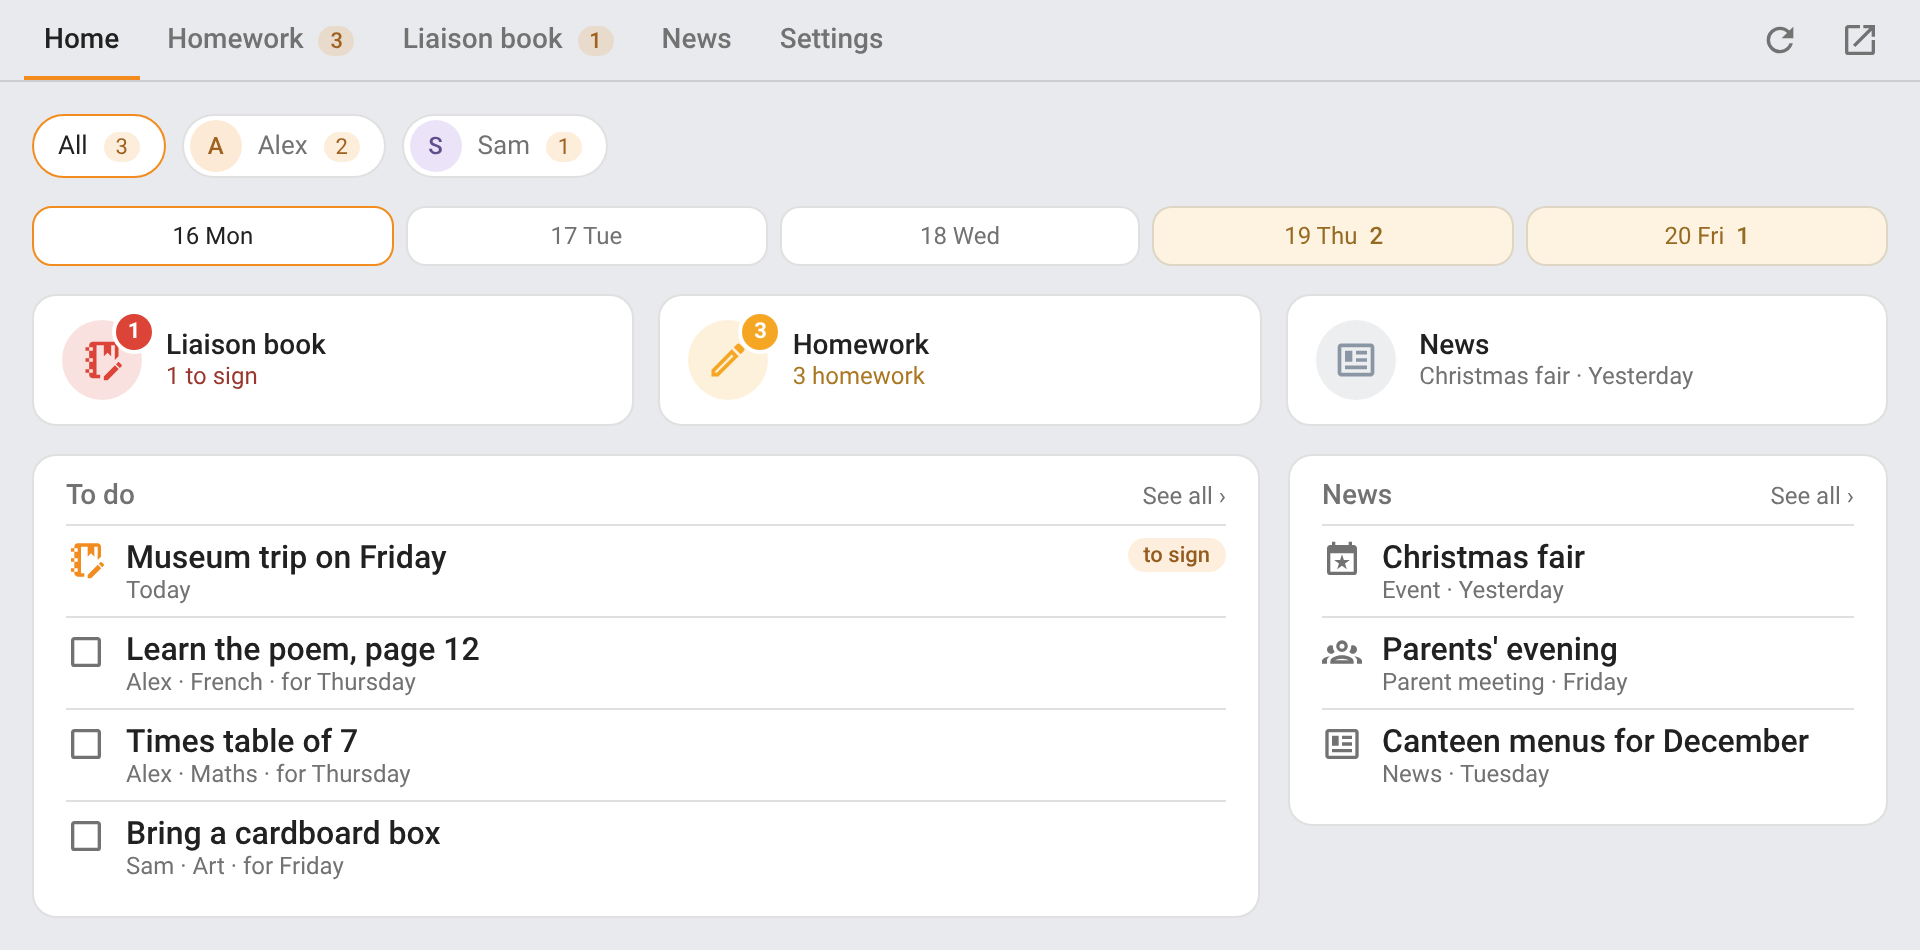 Home Homework 3 Liaison book 1 News Settings
All 3 A Alex 2 S Sam 1
16 Mon 17 Tue 18 Wed 19 Thu 2 20 Fri 1
1 Liaison book
1 to sign
3 Homework
3 homework
News
Christmas fair · Yesterday
To do See all ›
Museum trip on Friday to sign
Today
Learn the poem, page 12
Alex · French · for Thursday
Times table of 7
Alex · Maths · for Thursday
Bring a cardboard box
Sam · Art · for Friday
News See all ›
Christmas fair
Event · Yesterday
Parents' evening
Parent meeting · Friday
Canteen menus for December
News · Tuesday